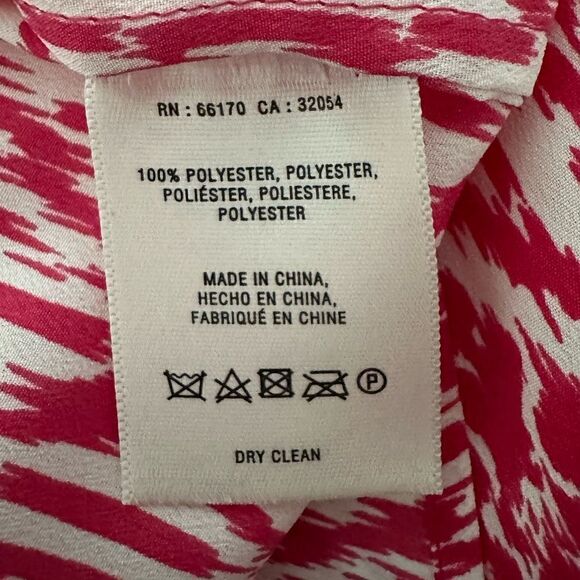 RN : 66170 CA : 32054
100% POLYESTER, POLYESTER,
POLIÉSTER, POLIESTERE,
POLYESTER
MADE IN CHINA,
HECHO EN CHINA,
FABRIQUÉ EN CHINE
P
DRY CLEAN